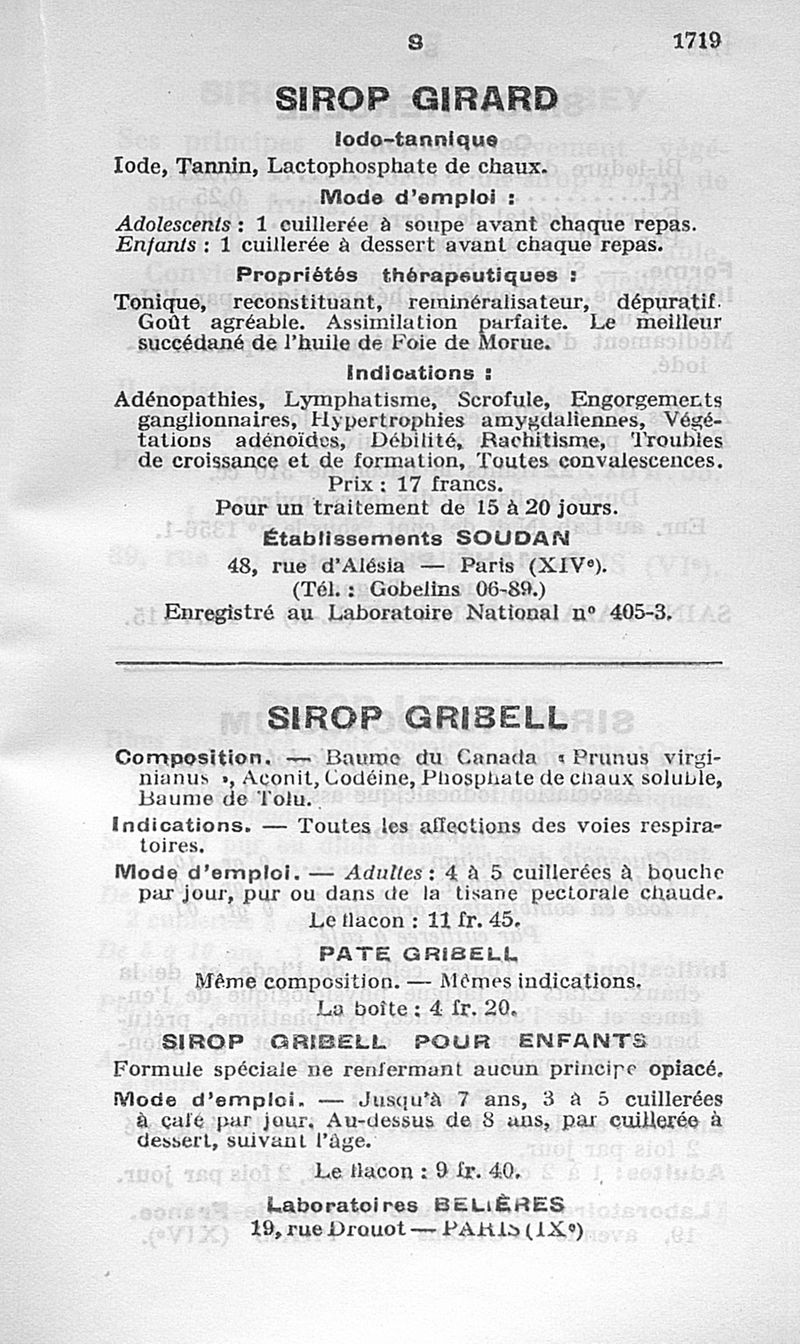 S 1719
SIROP GIRARD
Iodo-tannique
Iode, Tannin, Lactophosphate de chaux.
Mode d'emploi :
Adolescents : 1 cuillerée à soupe avant chaque repas.
Enfants : 1 cuillerée à dessert avant chaque repas.
Propriétés thérapeutiques :
Tonique, reconstituant, reminéralisateur, dépuratif.
Goût agréable. Assimilation parfaite. Le meilleur
succédané de l'huile de Foie de Morue.
Indications :
Adénopathies, Lymphatisme, Scrofule, Engorgements
ganglionnaires, Hypertrophies amygdaliennes, Végé-
tations adénoïdes, Débilité, Rachitisme, Troubles
de croissance et de formation, Toutes convalescences.
Prix : 17 francs.
Pour un traitement de 15 à 20 jours.
Établissements SOUDAN
48, rue d'Alésia — Paris (XIVe).
(Tél. : Gobelins 06-89.)
Enregistré au Laboratoire National n° 405-3.
SIROP GRIBELL
Composition. — Baume du Canada « Prunus virgi-
nianus », Aconit, Codéine, Phosphate de chaux soluble,
Baume de Tolu.
Indications. — Toutes les affections des voies respira-
toires.
Mode d'emploi. — Adultes : 4 à 5 cuillerées à bouche
par jour, pur ou dans de la tisane pectorale chaude.
Le flacon : 11 fr. 45.
PATE GRIBELL
Même composition. — Mêmes indications.
La boîte : 4 fr. 20.
SIROP GRIBELL POUR ENFANTS
Formule spéciale ne renfermant aucun principe opiacé.
Mode d'emploi. — Jusqu'à 7 ans, 3 à 5 cuillerées
à café par jour. Au-dessus de 8 ans, par cuillerée à
dessert, suivant l'âge.
Le flacon : 9 fr. 40.
Laboratoires BELIÈRES
19, rue Drouot — PARIS (IXe)